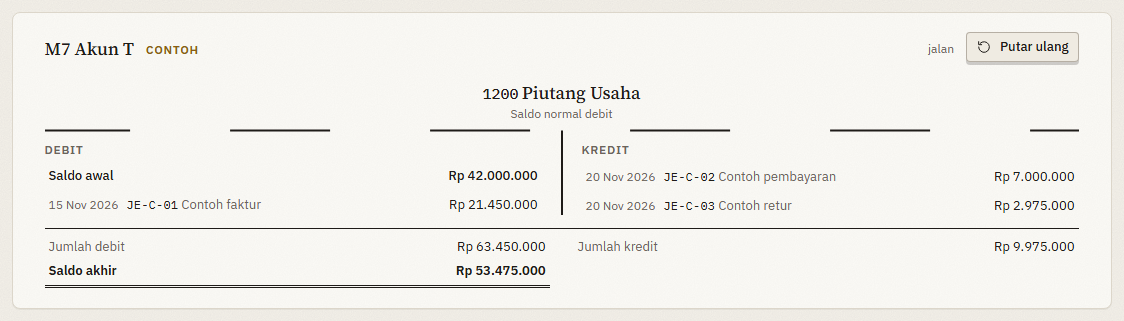 M7 Akun T CONTOH jalan Putar ulang
1200 Piutang Usaha
Saldo normal debit
DEBIT KREDIT
Saldo awal Rp 42.000.000 20 Nov 2026 JE-C-02 Contoh pembayaran Rp 7.000.000
15 Nov 2026 JE-C-01 Contoh faktur Rp 21.450.000 20 Nov 2026 JE-C-03 Contoh retur Rp 2.975.000
Jumlah debit Rp 63.450.000 Jumlah kredit Rp 9.975.000
Saldo akhir Rp 53.475.000